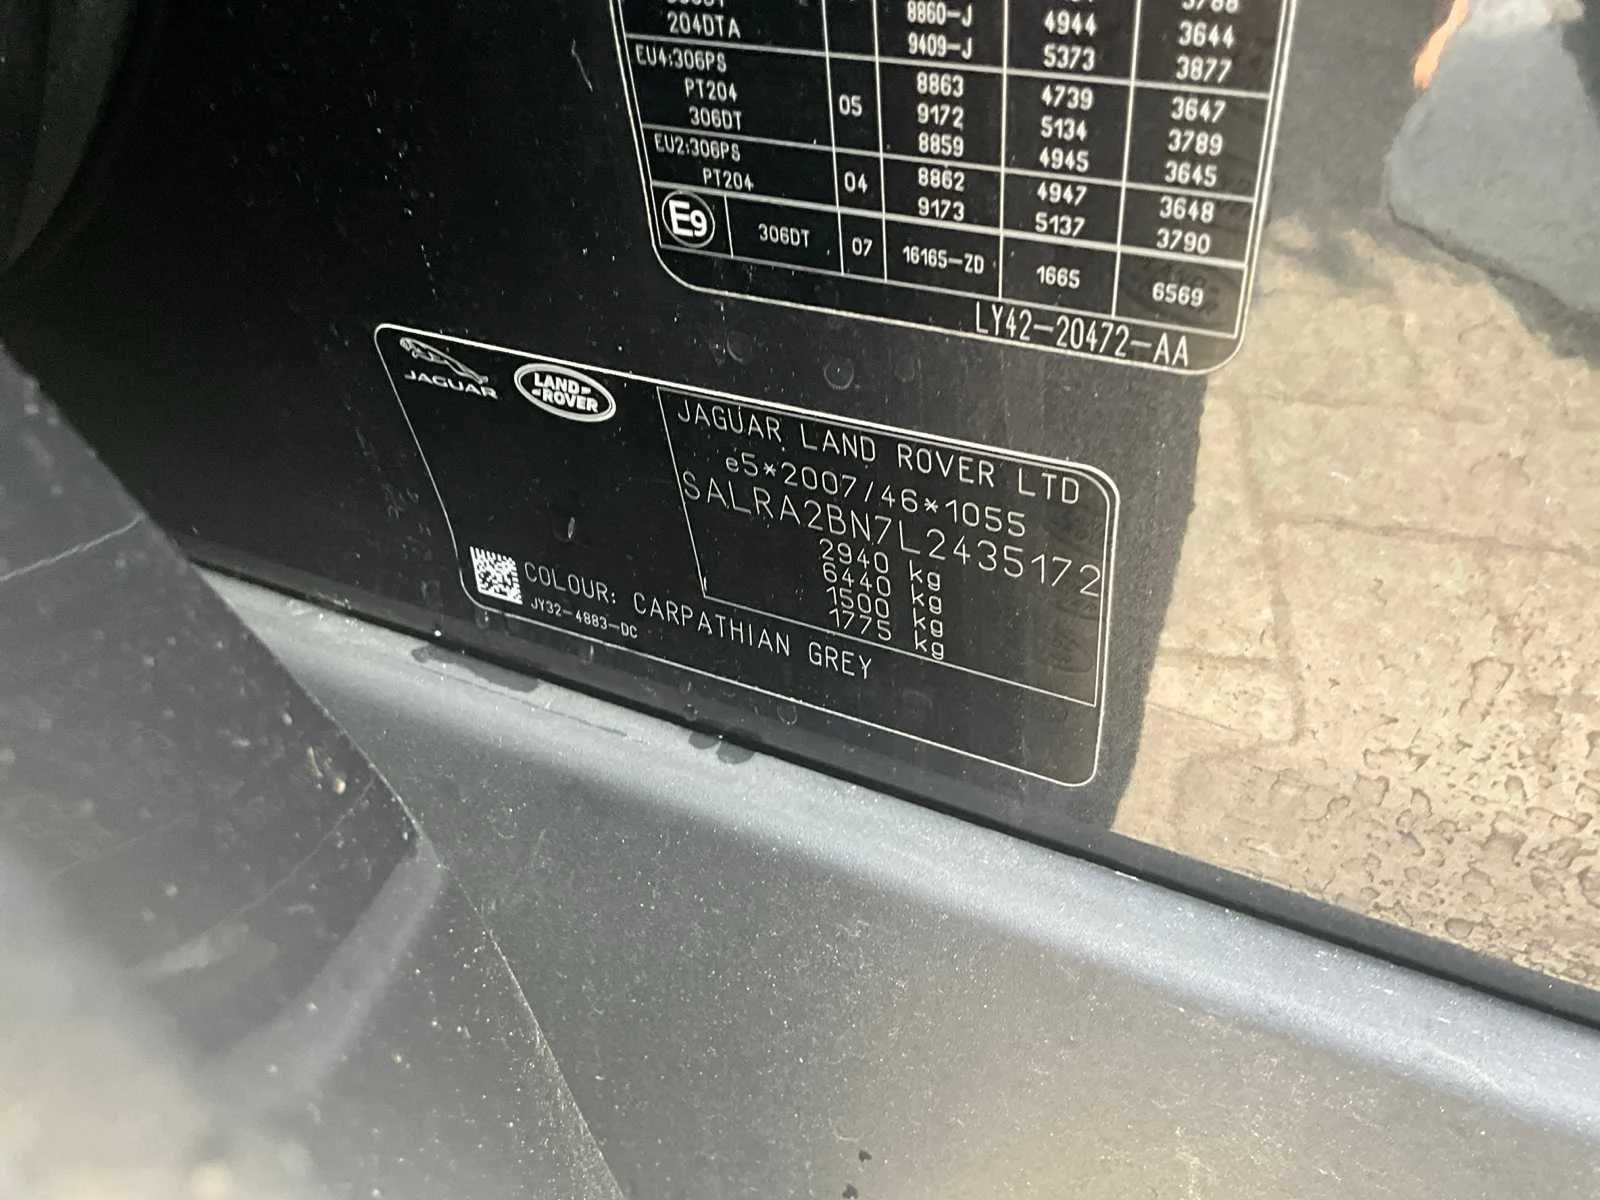 204DTA
8860-J 4944 3644
9409-J 5373 3877
EU4:306PS
PT204
306DT
05
8863 4739 3647
9172 5134 3789
8859 4945 3645
EU2:306PS
PT204
04
8862 4947 3648
9173 5137 3790
E9 306DT 07 16165-ZD 1665 6569
LY42-20472-AA
JAGUAR
LAND-
-ROVER
JAGUAR LAND ROVER LTD
e5*2007/46*1055
SALRA2BN7L2435172
2940 kg
6440 kg
1500 kg
1775 kg
COLOUR: CARPATHIAN GREY
JY32-4883-DC